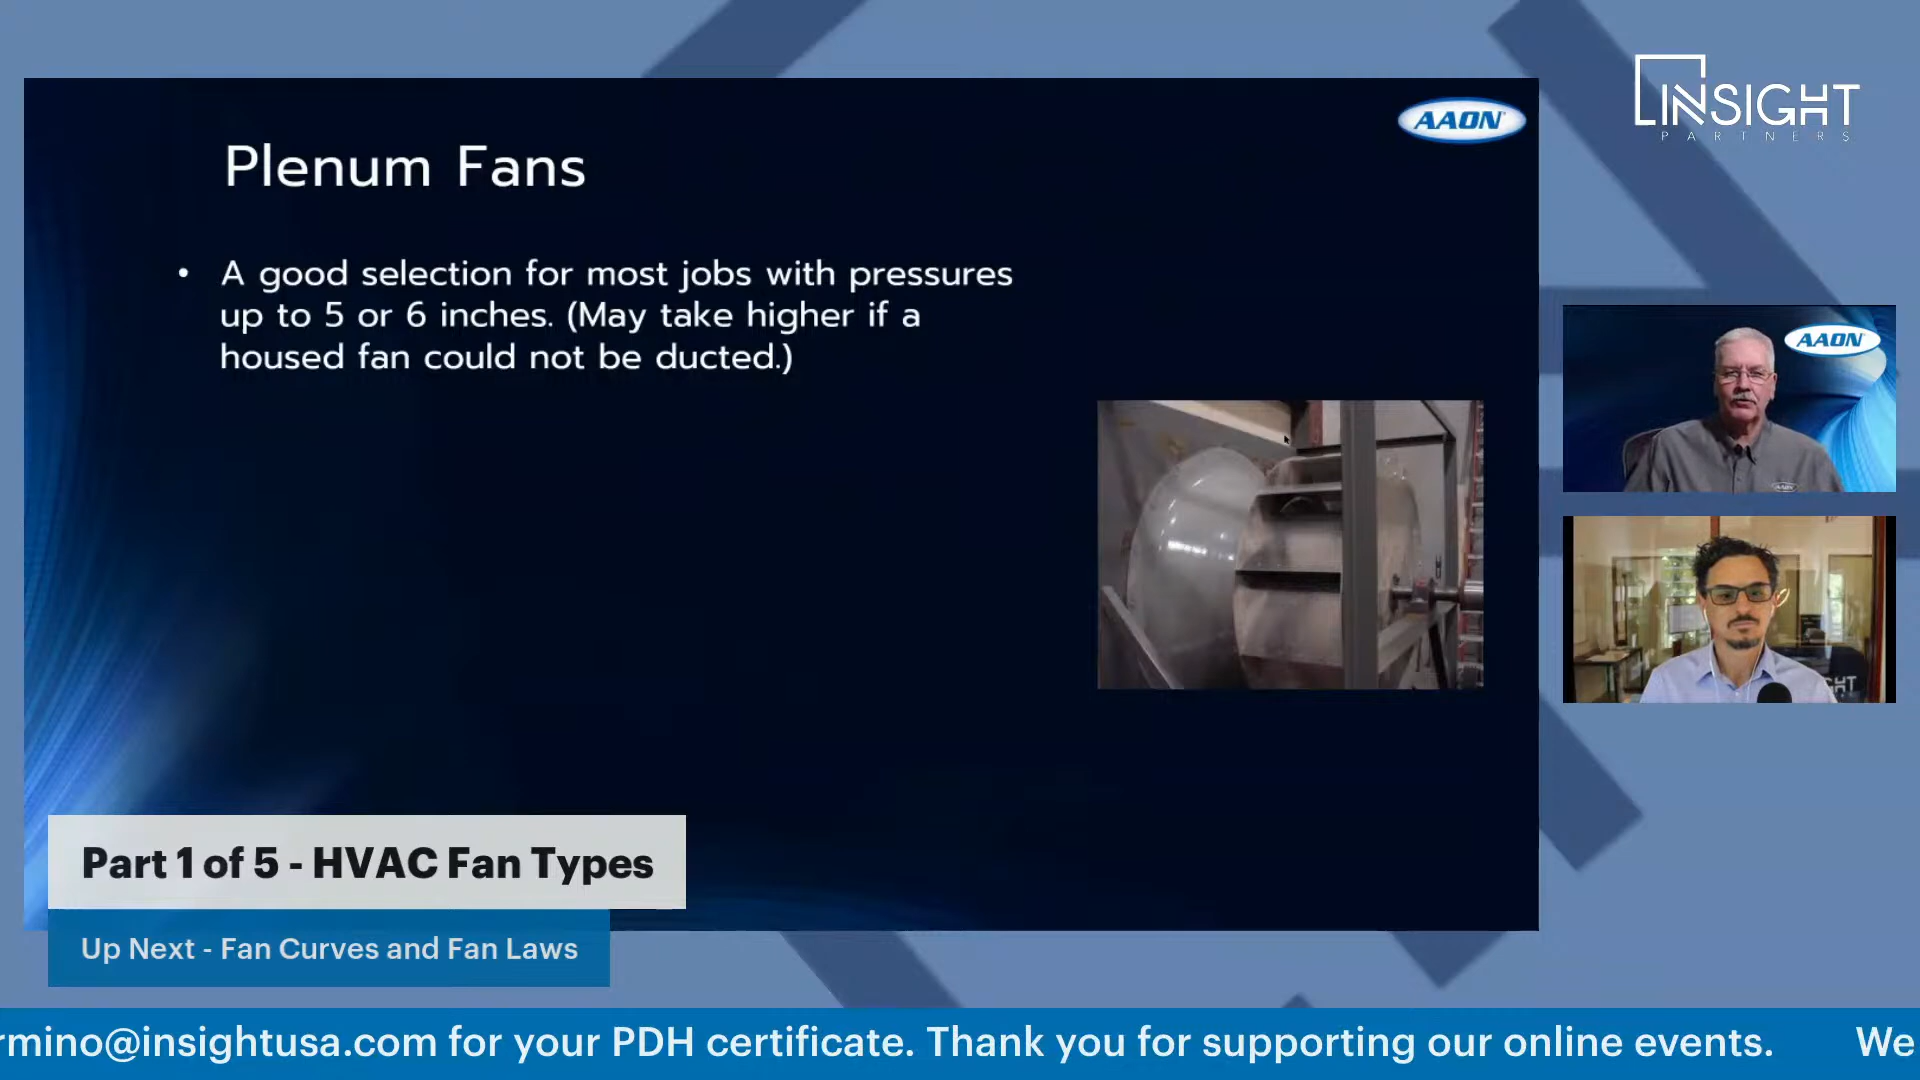 AAON
INSIGHT
PARTNERS
Plenum Fans
• A good selection for most jobs with pressures
up to 5 or 6 inches. (May take higher if a
housed fan could not be ducted.)
AAON
Part 1 of 5 - HVAC Fan Types
Up Next - Fan Curves and Fan Laws
rmino@insightusa.com for your PDH certificate. Thank you for supporting our online events. We